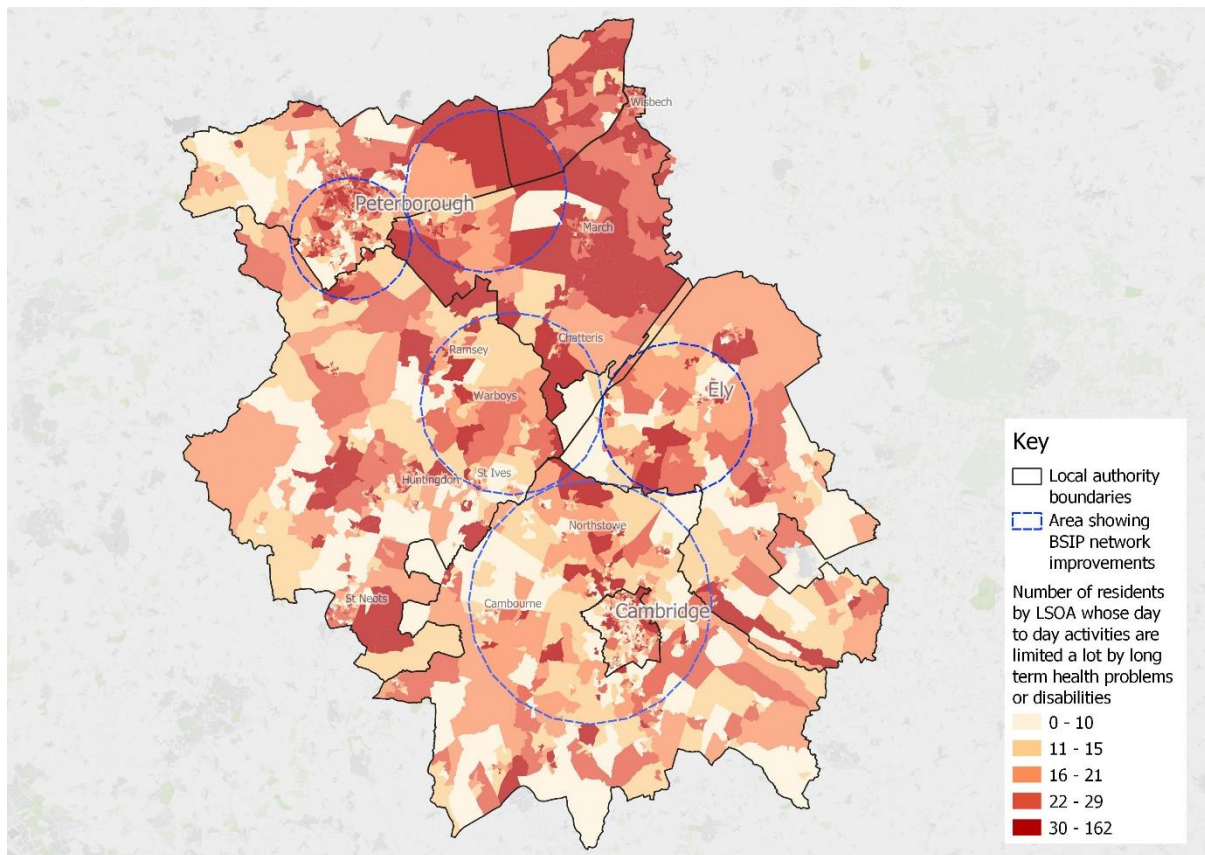 Wisbech
Peterborough
March
Chatteris
Ramsey
Ely
Warboys
St Ives
Huntingdon
Northstowe
St Neots
Cambourne
Cambridge
Key
Local authority
boundaries
Area showing
BSIP network
improvements
Number of residents
by LSOA whose day
to day activities are
limited a lot by long
term health problems
or disabilities
0 - 10
11 - 15
16 - 21
22 - 29
30 - 162